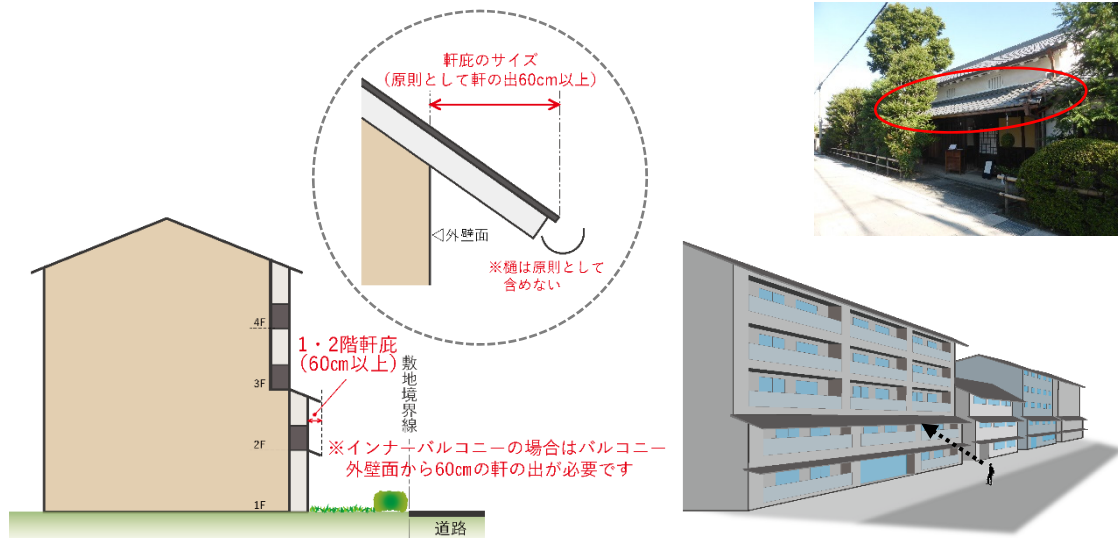 軒庇のサイズ
(原則として軒の出60cm以上)
◁外壁面
※樋は原則として
含めない
4F
3F
2F
1F
1・2階軒庇
(60cm以上)
敷地境界線
※インナーバルコニーの場合はバルコニー
外壁面から60cmの軒の出が必要です
道路